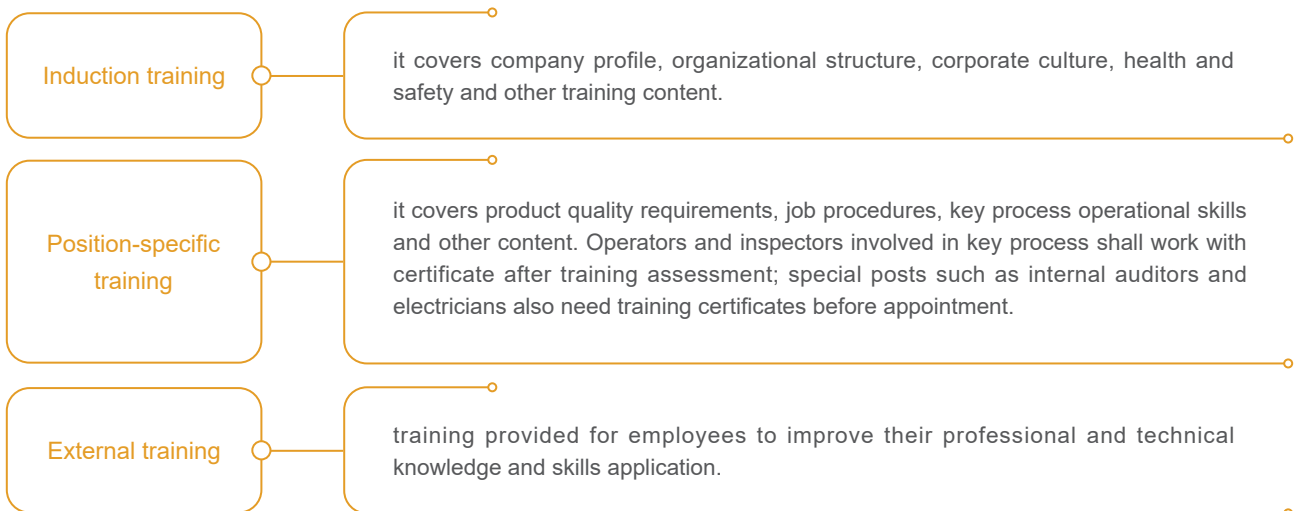 Induction training
it covers company profile, organizational structure, corporate culture, health and
safety and other training content.
Position-specific
training
it covers product quality requirements, job procedures, key process operational skills
and other content. Operators and inspectors involved in key process shall work with
certificate after training assessment; special posts such as internal auditors and
electricians also need training certificates before appointment.
External training
training provided for employees to improve their professional and technical
knowledge and skills application.